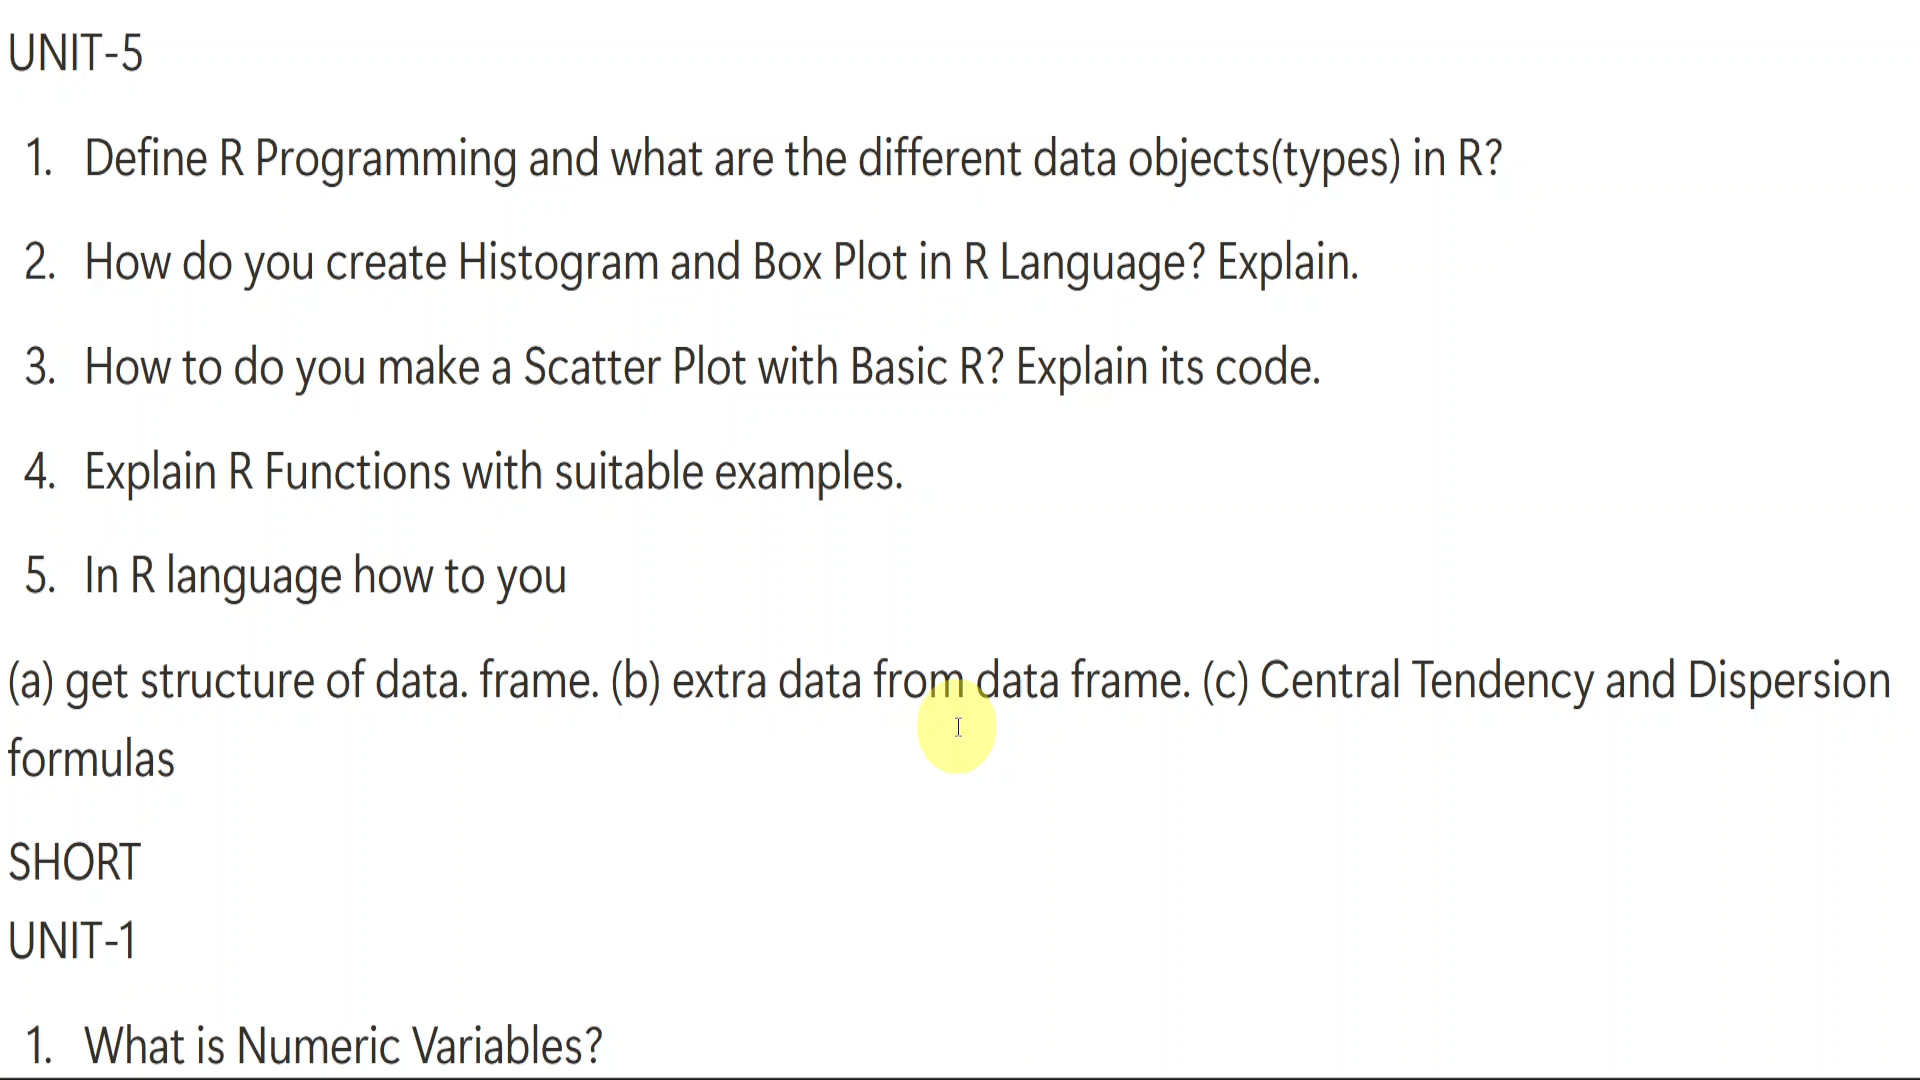 UNIT-5
1. Define R Programming and what are the different data objects(types) in R?
2. How do you create Histogram and Box Plot in R Language? Explain.
3. How to do you make a Scatter Plot with Basic R? Explain its code.
4. Explain R Functions with suitable examples.
5. In R language how to you
(a) get structure of data. frame. (b) extra data from data frame. (c) Central Tendency and Dispersion
formulas
SHORT
UNIT-1
1. What is Numeric Variables?